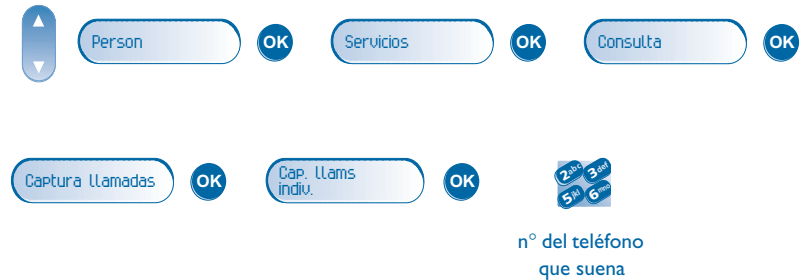 Person OK Servicios OK Consulta OK
Captura llamadas OK Cap. llams
indiv. OK 2abc 3def
5jkl 6mno
n° del teléfono
que suena